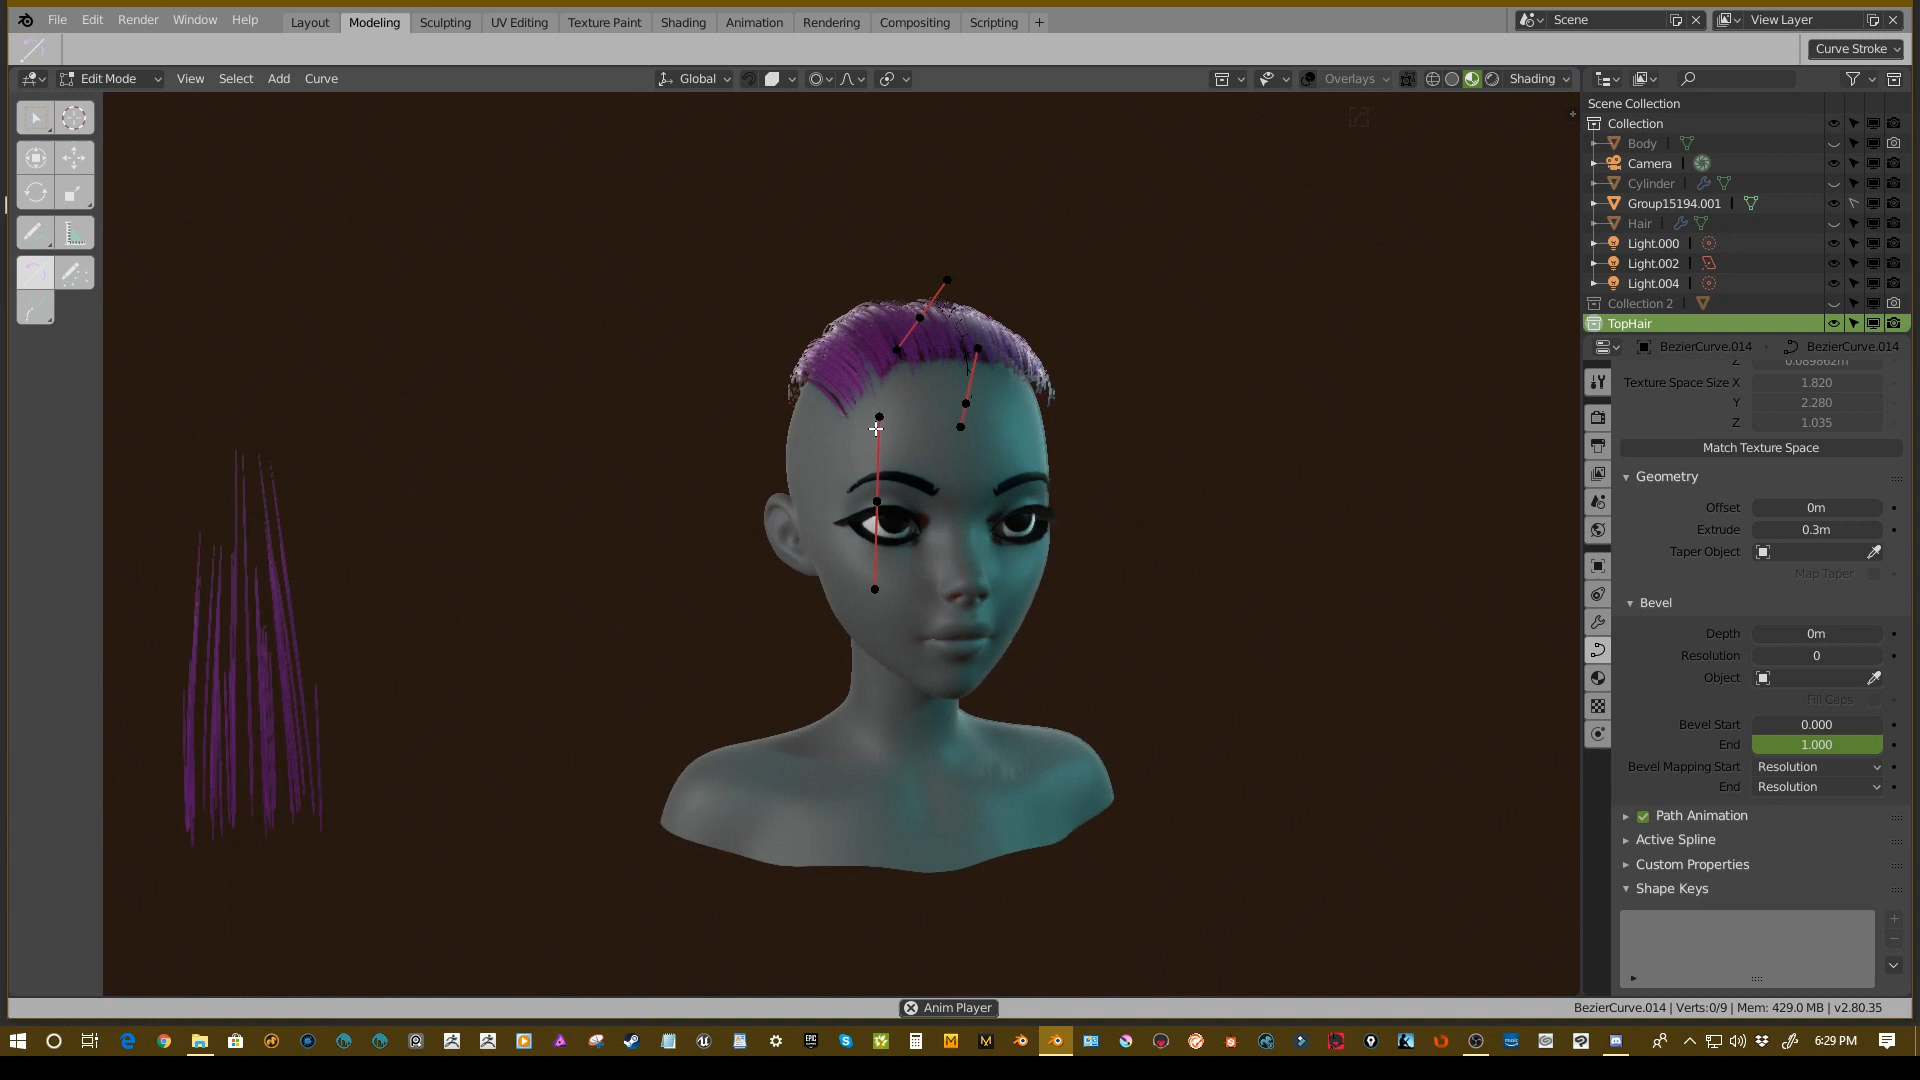 File Edit Render Window Help Layout Modeling Sculpting UV Editing Texture Paint Shading Animation Rendering Compositing Scripting + Scene View Layer
Curve Stroke
Edit Mode View Select Add Curve Global Overlays Shading
Scene Collection
Collection
Body
Camera
Cylinder
Group15194.001
Hair
Light.000
Light.002
Light.004
Collection 2
TopHair
BezierCurve.014 BezierCurve.014
Z 0.089862m
Texture Space Size X 1.820
Y 2.280
Z 1.035
Match Texture Space
Geometry
Offset 0m
Extrude 0.3m
Taper Object
Map Taper
Bevel
Depth 0m
Resolution 0
Object
Fill Caps
Bevel Start 0.000
End 1.000
Bevel Mapping Start Resolution
End Resolution
Path Animation
Active Spline
Custom Properties
Shape Keys
Anim Player
BezierCurve.014 | Verts:0/9 | Mem: 429.0 MB | v2.80.35
6:29 PM